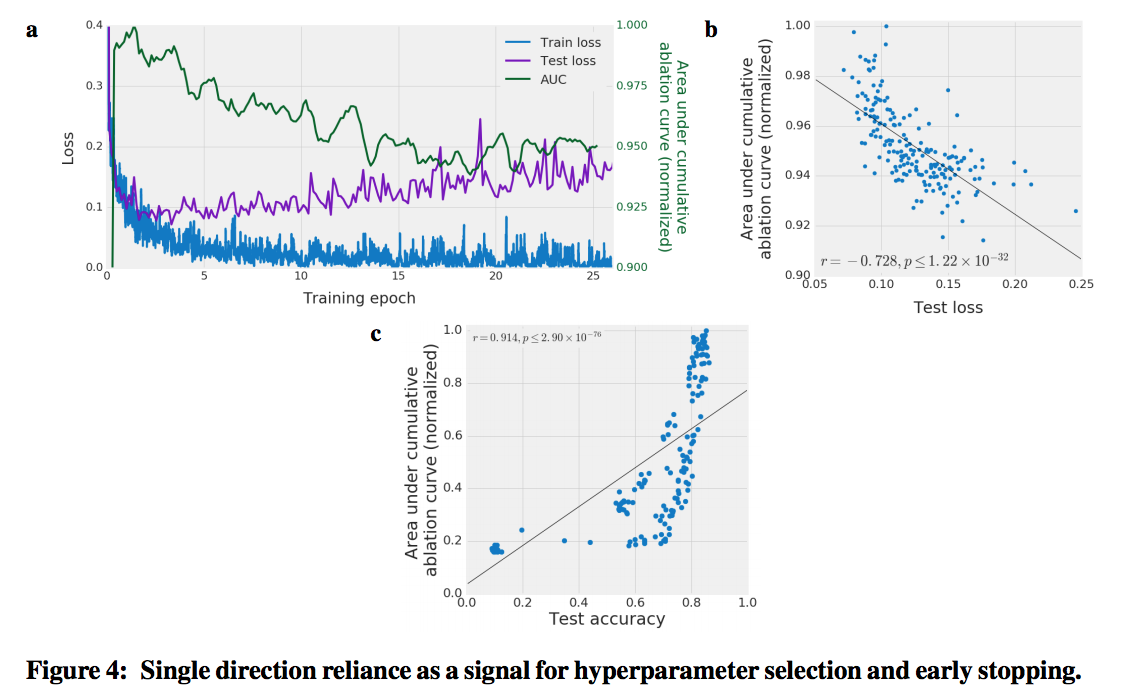 a
0.4
0.3
0.2
0.1
0.0
Loss
0
5
10
15
20
25
Training epoch
Train loss
Test loss
AUC
1.000
0.975
0.950
0.925
0.900
Area under cumulative
ablation curve (normalized)
b
1.00
0.98
0.96
0.94
0.92
0.90
Area under cumulative
ablation curve (normalized)
r = −0.728, p ≤ 1.22 × 10⁻³²
0.05
0.10
0.15
0.20
0.25
Test loss
c
1.0
0.8
0.6
0.4
0.2
0.0
Area under cumulative
ablation curve (normalized)
r = 0.914, p ≤ 2.90 × 10⁻⁷⁶
0.0
0.2
0.4
0.6
0.8
1.0
Test accuracy
Figure 4: Single direction reliance as a signal for hyperparameter selection and early stopping.